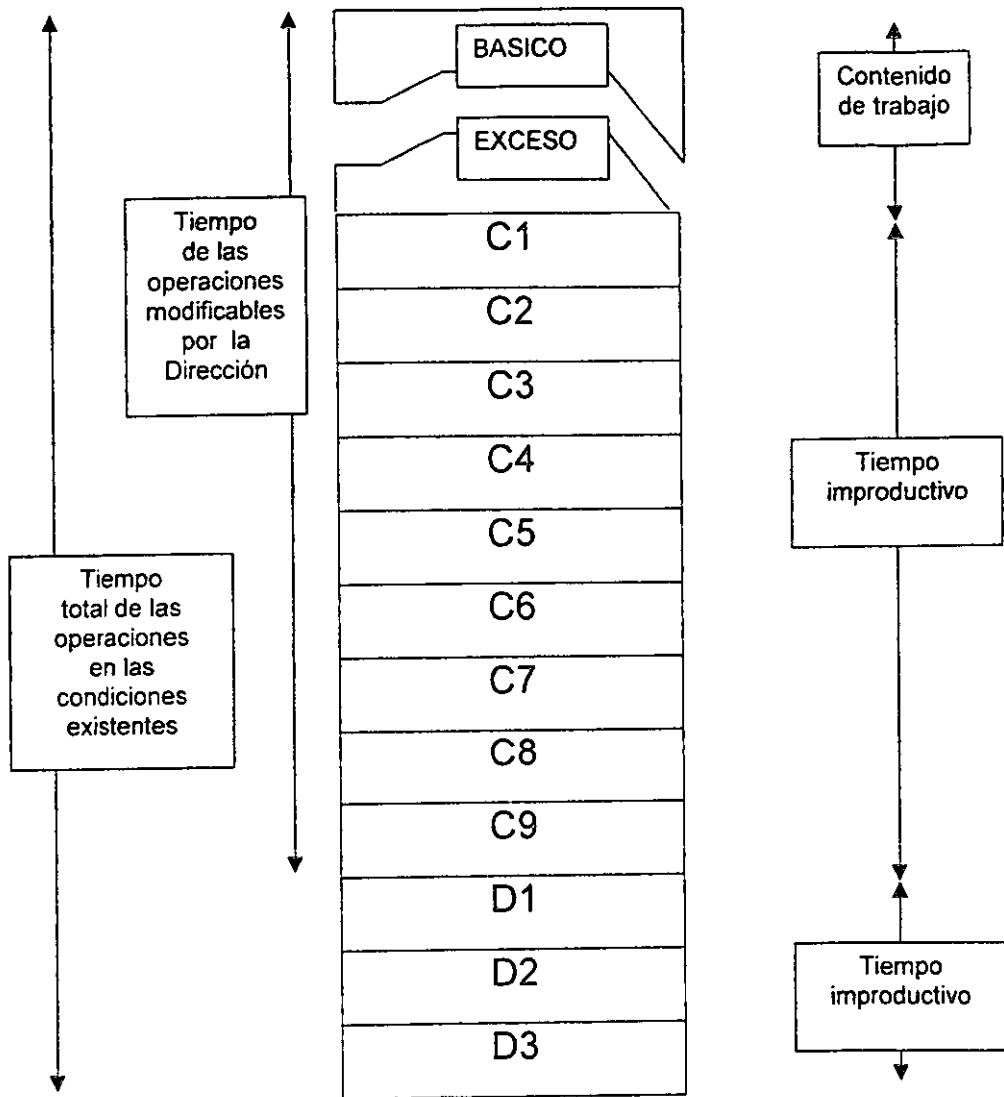 BASICO
EXCESO
Contenido
de trabajo
Tiempo
de las
operaciones
modificables
por la
Dirección
C1
C2
C3
C4
C5
C6
C7
C8
C9
D1
D2
D3
Tiempo
improductivo
Tiempo
total de las
operaciones
en las
condiciones
existentes
Tiempo
improductivo